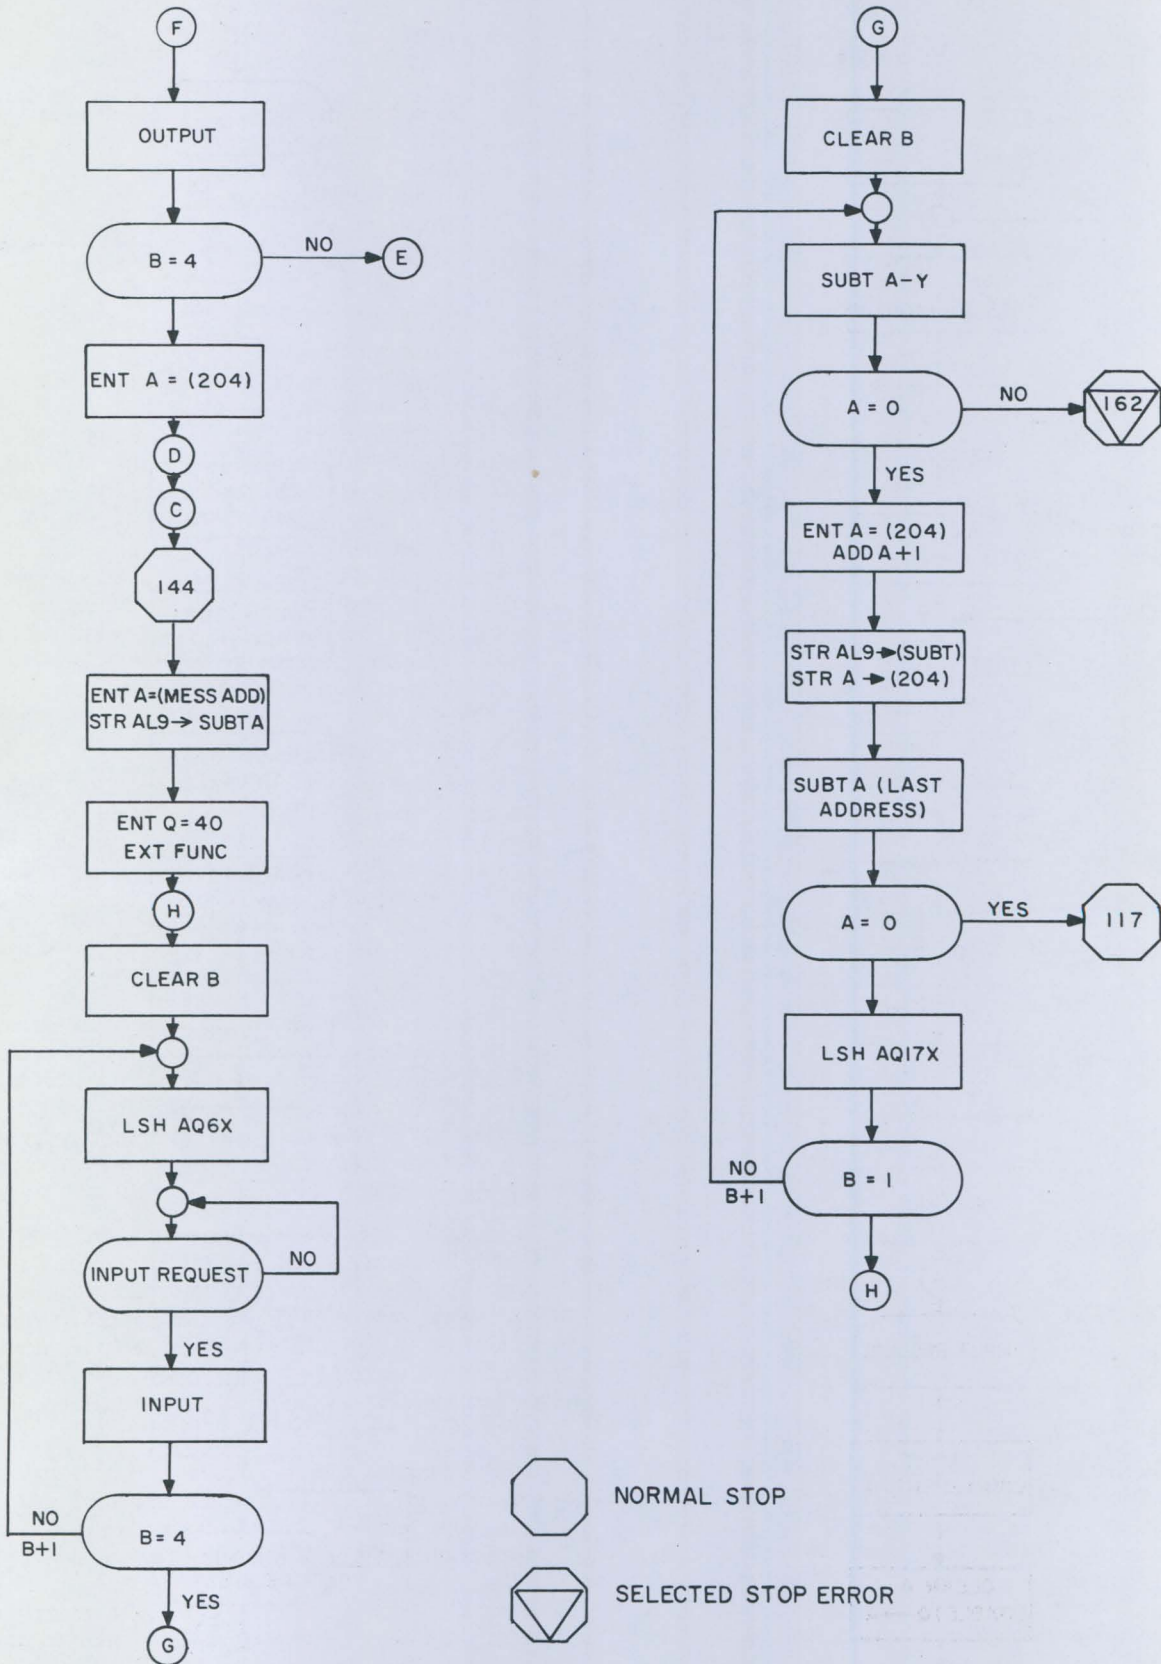 F
OUTPUT
B = 4
NO
E
ENT A = (204)
D
C
144
ENT A=(MESS ADD)
STR AL9→ SUBT A
ENT Q = 40
EXT FUNC
H
CLEAR B
LSH AQ6X
INPUT REQUEST
NO
YES
INPUT
B = 4
NO
B+1
YES
G
G
CLEAR B
SUBT A-Y
A = 0
NO
162
YES
ENT A = (204)
ADD A+1
STR AL9→(SUBT)
STR A → (204)
SUBT A (LAST
ADDRESS)
A = 0
YES
117
LSH AQ17X
B = 1
NO
B+1
H
NORMAL STOP
SELECTED STOP ERROR